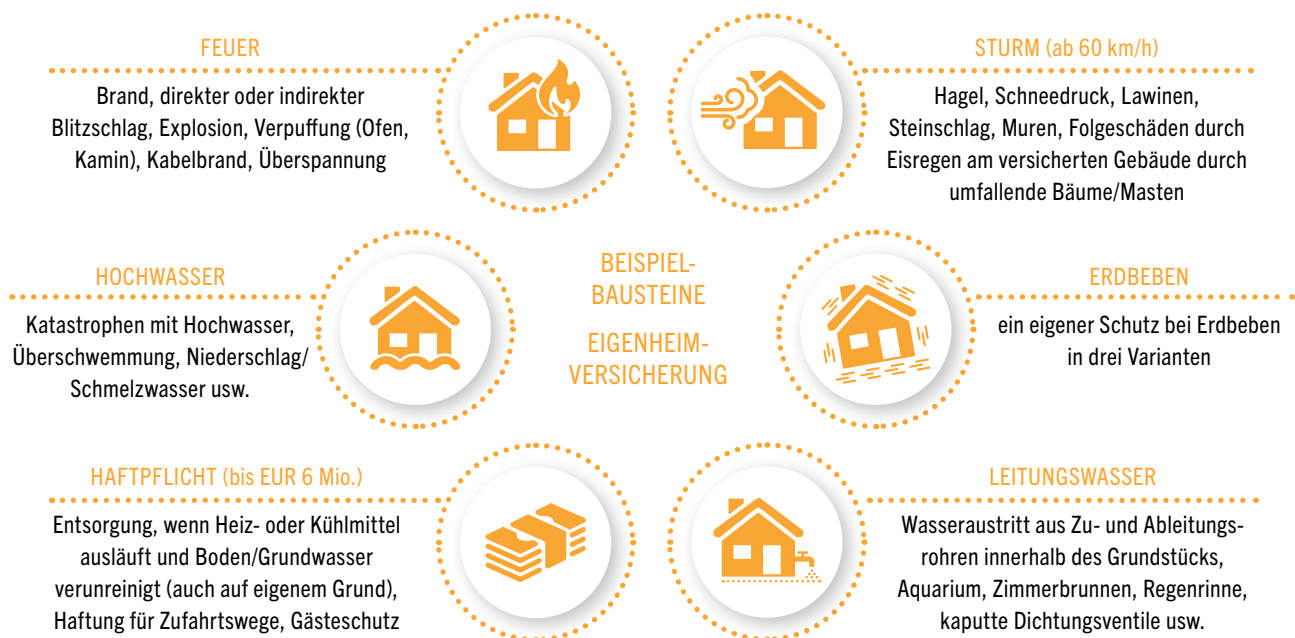 FEUER
Brand, direkter oder indirekter
Blitzschlag, Explosion, Verpuffung (Ofen,
Kamin), Kabelbrand, Überspannung
STURM (ab 60 km/h)
Hagel, Schneedruck, Lawinen,
Steinschlag, Muren, Folgeschäden durch
Eisregen am versicherten Gebäude durch
umfallende Bäume/Masten
HOCHWASSER
Katastrophen mit Hochwasser,
Überschwemmung, Niederschlag/
Schmelzwasser usw.
BEISPIEL-
BAUSTEINE
EIGENHEIM-
VERSICHERUNG
ERDBEBEN
ein eigener Schutz bei Erdbeben
in drei Varianten
HAFTPFLICHT (bis EUR 6 Mio.)
Entsorgung, wenn Heiz- oder Kühlmittel
ausläuft und Boden/Grundwasser
verunreinigt (auch auf eigenem Grund),
Haftung für Zufahrtswege, Gästeschutz
LEITUNGSWASSER
Wasseraustritt aus Zu- und Ableitungs-
rohren innerhalb des Grundstücks,
Aquarium, Zimmerbrunnen, Regenrinne,
kaputte Dichtungsventile usw.